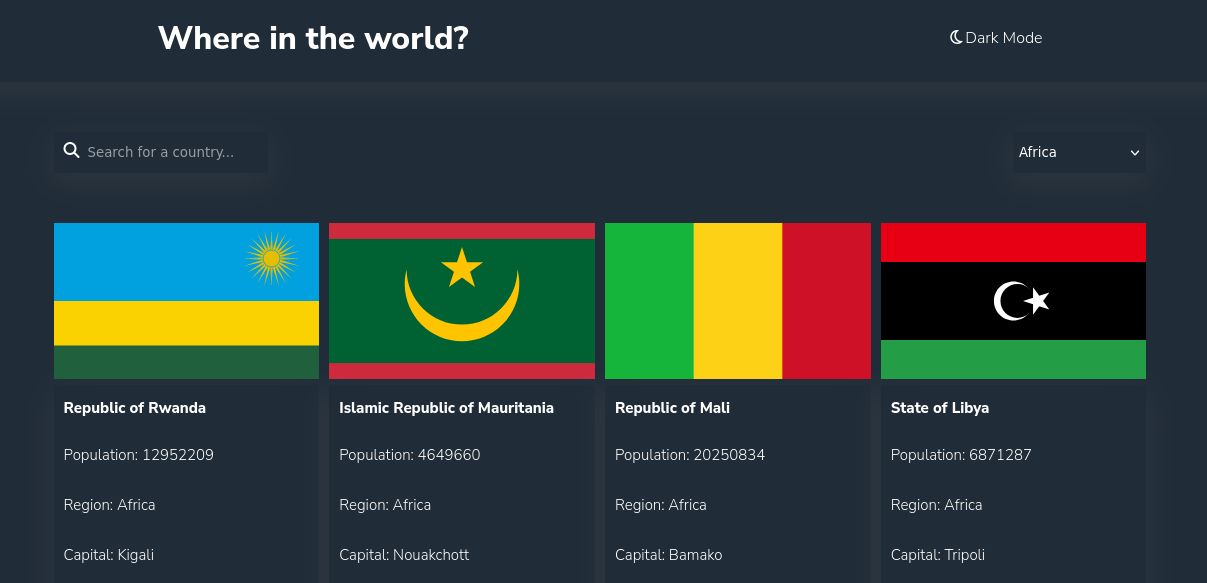 Where in the world?
Dark Mode
Search for a country...
Africa
Republic of Rwanda
Population: 12952209
Region: Africa
Capital: Kigali
Islamic Republic of Mauritania
Population: 4649660
Region: Africa
Capital: Nouakchott
Republic of Mali
Population: 20250834
Region: Africa
Capital: Bamako
State of Libya
Population: 6871287
Region: Africa
Capital: Tripoli